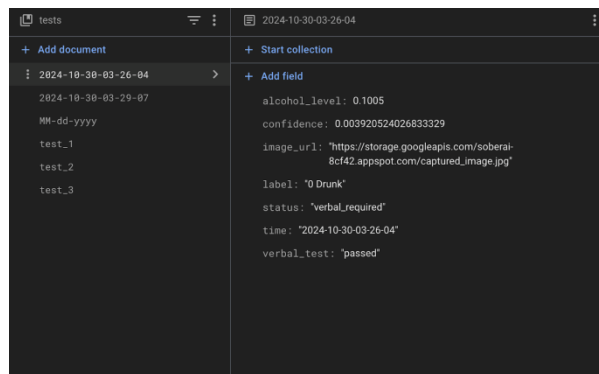 tests
2024-10-30-03-26-04
+ Add document
+ Start collection
2024-10-30-03-26-04
2024-10-30-03-29-07
MM-dd-yyyy
test_1
test_2
test_3
+ Add field
alcohol_level: 0.1005
confidence: 0.003920524026833329
image_url: "https://storage.googleapis.com/soberai-
8cf42.appspot.com/captured_image.jpg"
label: "0 Drunk"
status: "verbal_required"
time: "2024-10-30-03-26-04"
verbal_test: "passed"